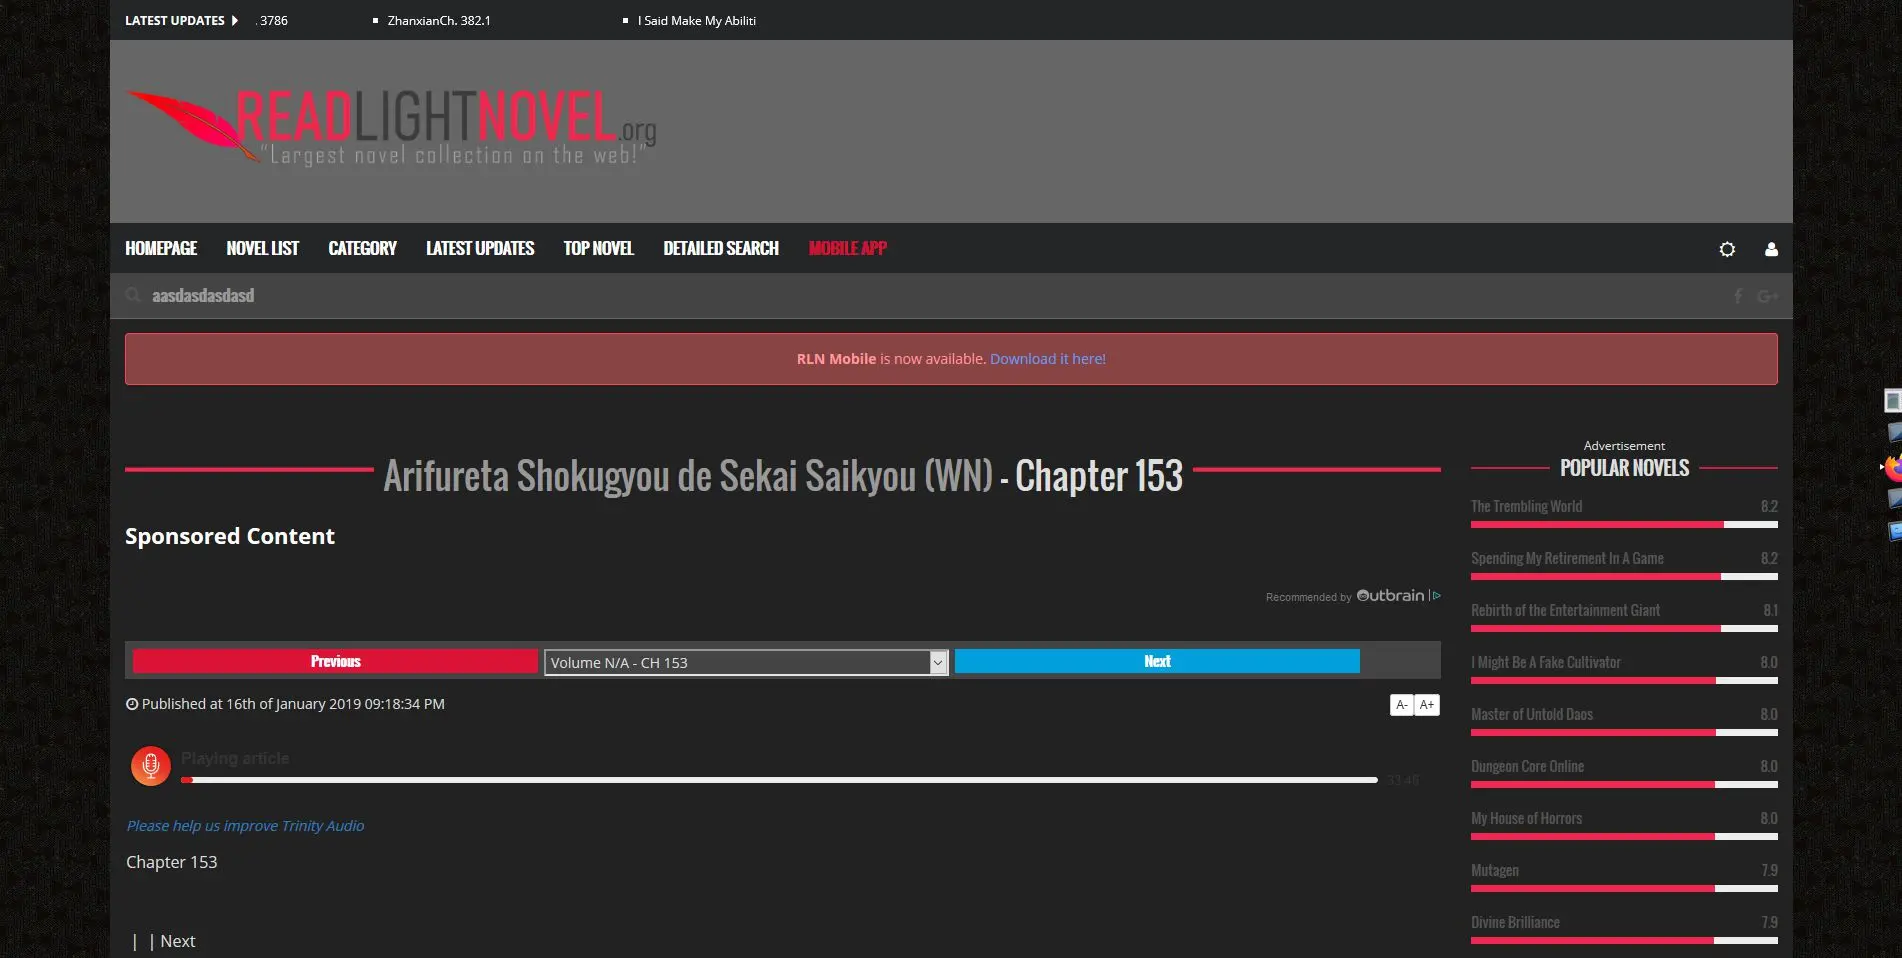 LATEST UPDATES . 3786 ZhanxianCh. 382.1 I Said Make My Abiliti
READLIGHTNOVEL.org
"Largest novel collection on the web!"
HOMEPAGE NOVEL LIST CATEGORY LATEST UPDATES TOP NOVEL DETAILED SEARCH MOBILE APP
aasdasdasdasd
RLN Mobile is now available. Download it here!
Arifureta Shokugyou de Sekai Saikyou (WN) - Chapter 153
Sponsored Content
Recommended by Outbrain
Previous Volume N/A - CH 153 Next
Published at 16th of January 2019 09:18:34 PM A- A+
Playing article
33:46
Please help us improve Trinity Audio
Chapter 153
| | Next
Advertisement
POPULAR NOVELS
The Trembling World 8.2
Spending My Retirement In A Game 8.2
Rebirth of the Entertainment Giant 8.1
I Might Be A Fake Cultivator 8.0
Master of Untold Daos 8.0
Dungeon Core Online 8.0
My House of Horrors 8.0
Mutagen 7.9
Divine Brilliance 7.9